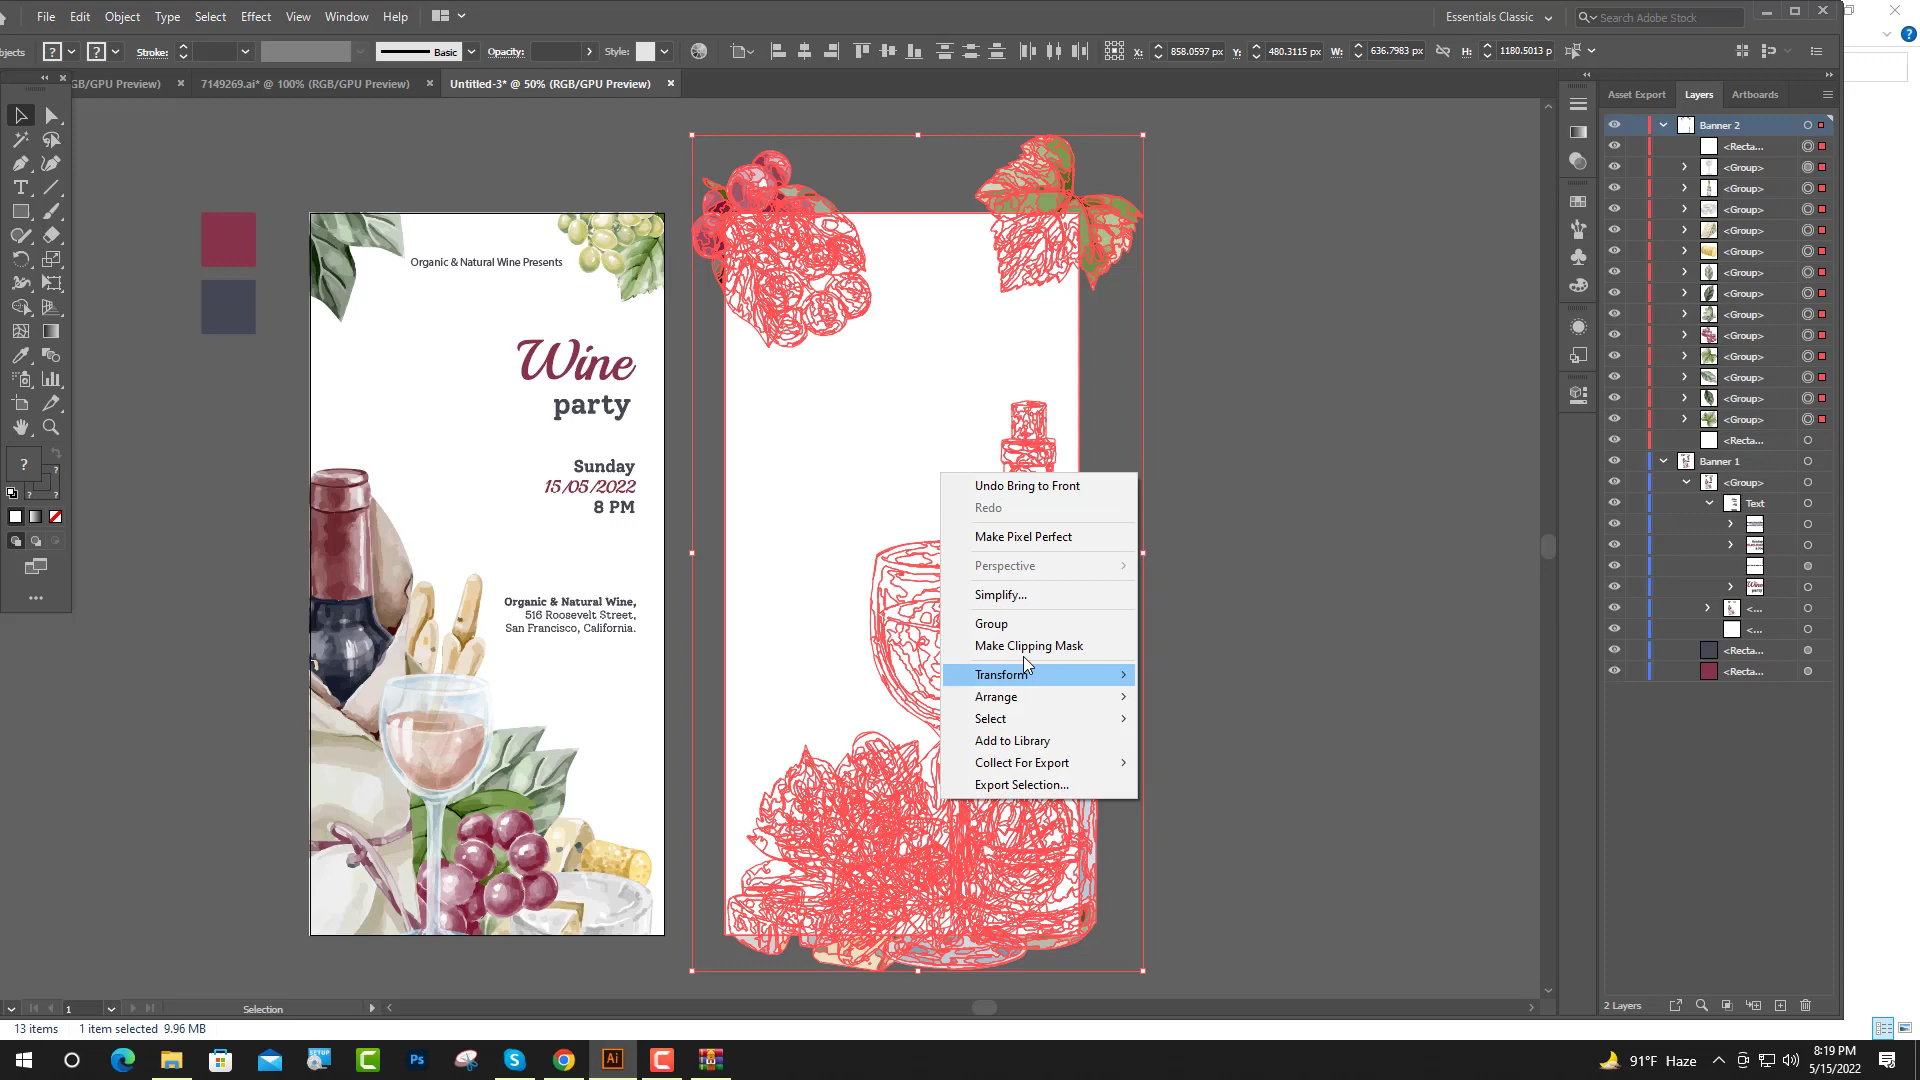 File Edit Object Type Select Effect View Window Help
Essentials Classic
Search Adobe Stock
bjects
Stroke:
Basic
Opacity:
Style:
X: 858.0597 px
Y: 480.3115 px
W: 636.7983 px
H: 1180.5013 p
GB/GPU Preview)
7149269.ai* @ 100% (RGB/GPU Preview)
Untitled-3* @ 50% (RGB/GPU Preview)
Asset Export Layers Artboards
Organic & Natural Wine Presents
Wine
party
Sunday
15/05/2022
8 PM
Organic & Natural Wine,
516 Roosevelt Street,
San Francisco, California.
Undo Bring to Front
Redo
Make Pixel Perfect
Perspective
Simplify...
Group
Make Clipping Mask
Transform
Arrange
Select
Add to Library
Collect For Export
Export Selection...
Banner 2
<Recta...
<Group>
<Group>
<Group>
<Group>
<Group>
<Group>
<Group>
<Group>
<Group>
<Group>
<Group>
<Group>
<Group>
<Recta...
Banner 1
<Group>
Text
<...
<...
<Recta...
<Recta...
1
Selection
2 Layers
13 items 1 item selected 9.96 MB
91°F Haze
8:19 PM
5/15/2022